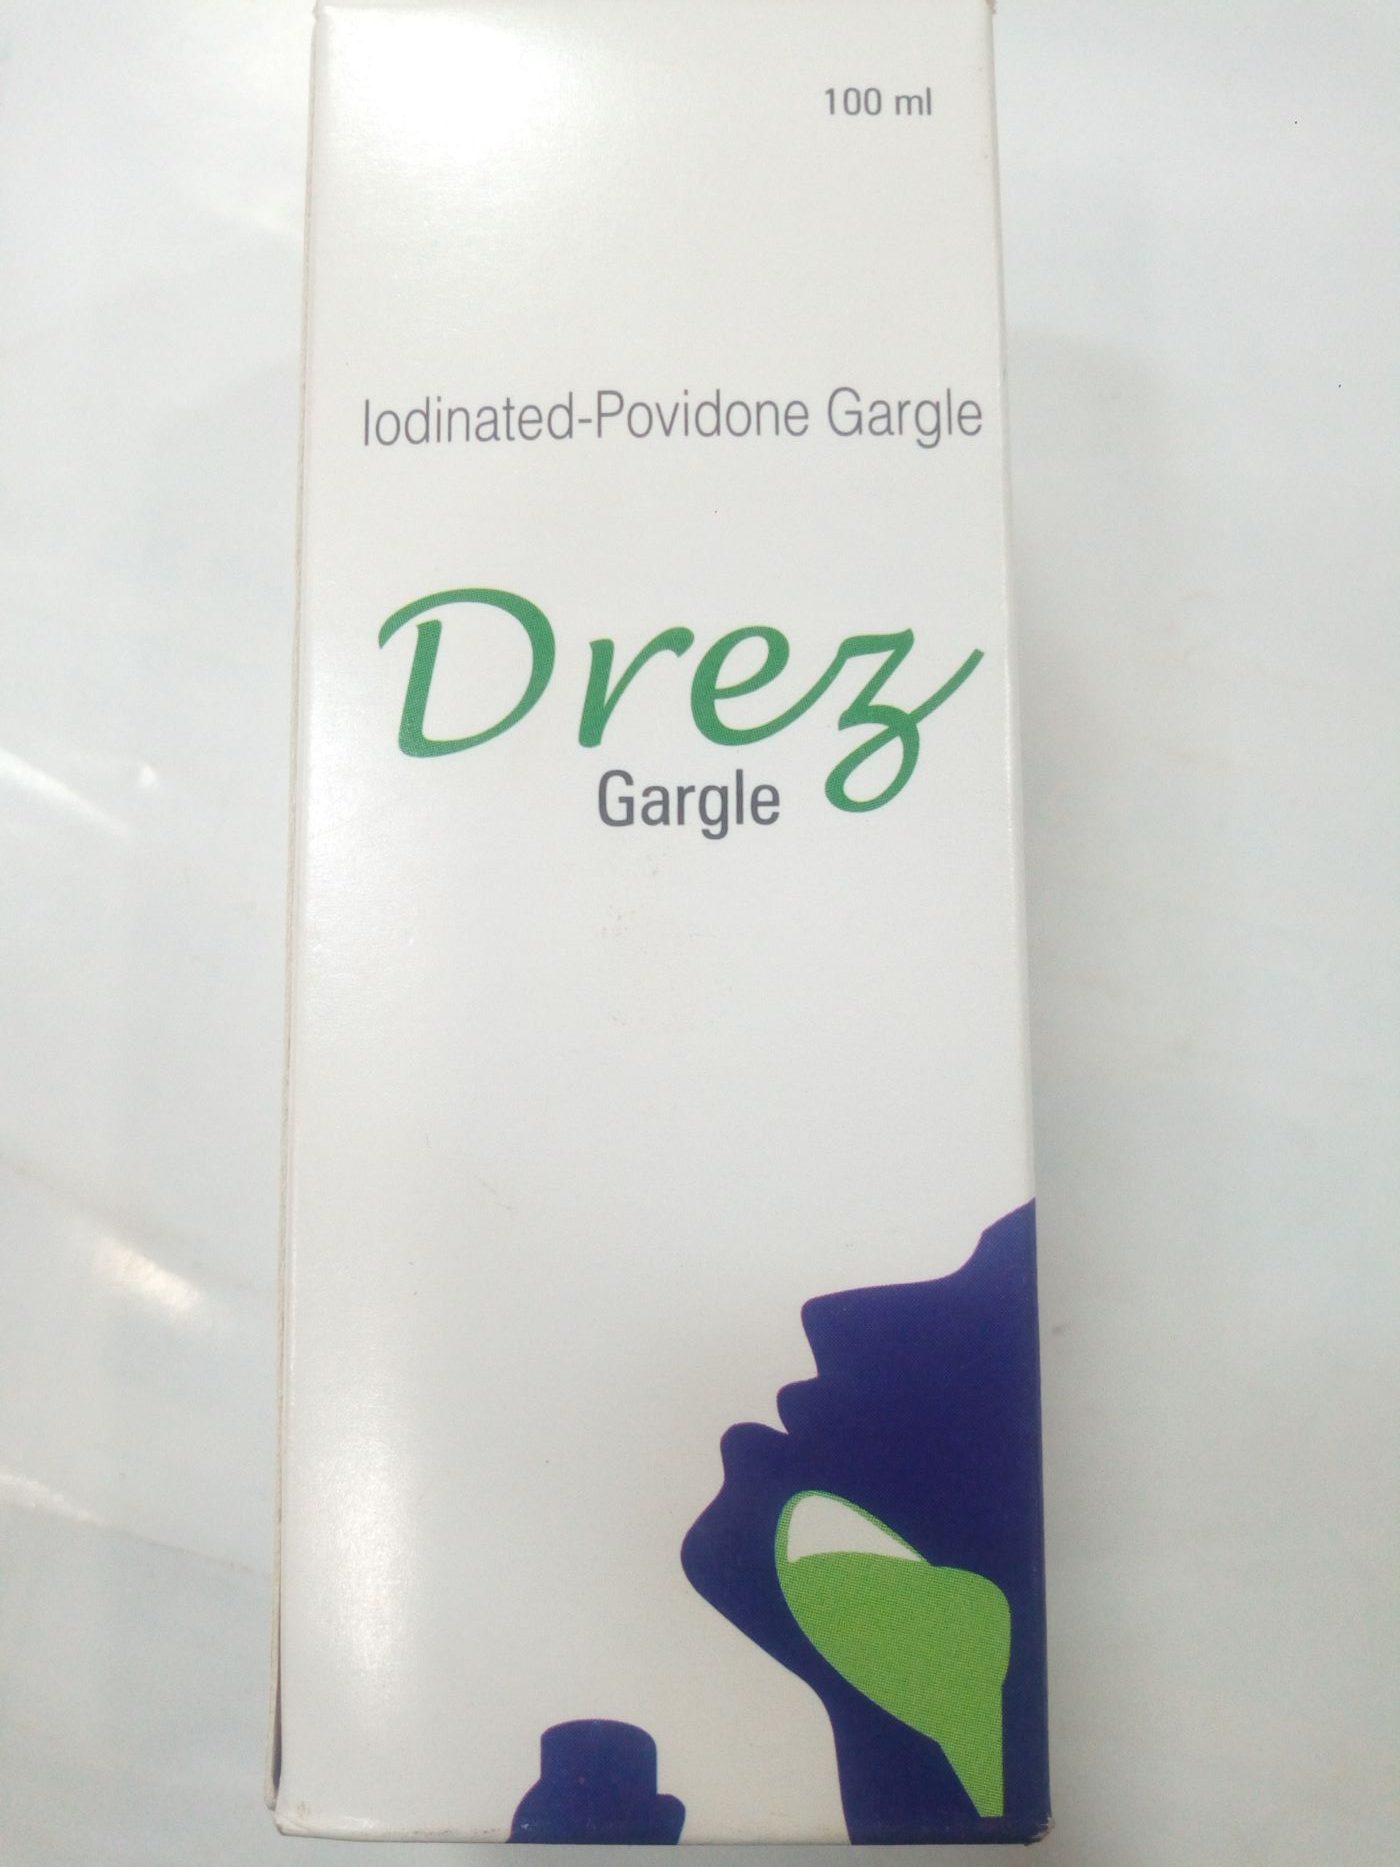 100 ml
Iodinated-Povidone Gargle
Drez
Gargle